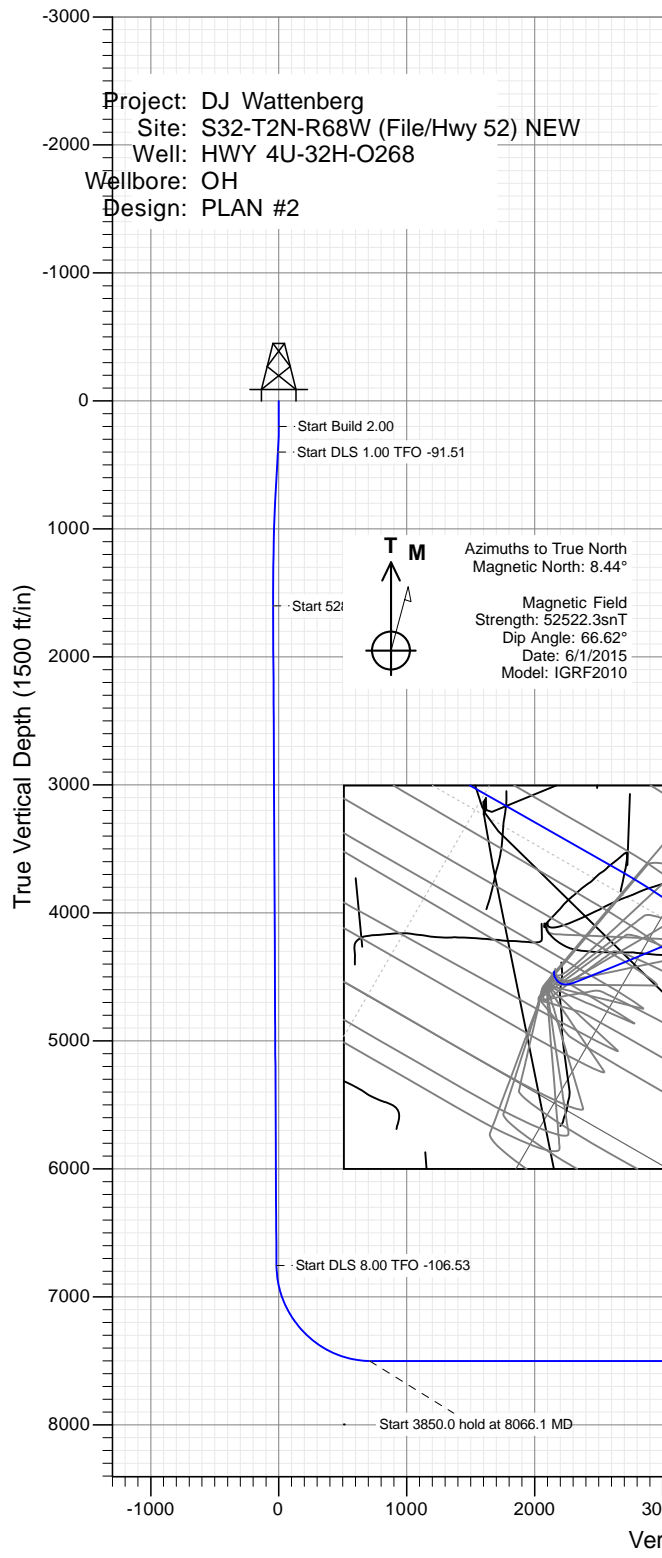 -3000
-2000
-1000
0
1000
2000
3000
4000
5000
6000
7000
8000
True Vertical Depth (1500 ft/in)
Project: DJ Wattenberg
Site: S32-T2N-R68W (File/Hwy 52) NEW
Well: HWY 4U-32H-O268
Wellbore: OH
Design: PLAN #2
Start Build 2.00
Start DLS 1.00 TFO -91.51
Start 528
T M
Azimuths to True North
Magnetic North: 8.44°
Magnetic Field
Strength: 52522.3snT
Dip Angle: 66.62°
Date: 6/1/2015
Model: IGRF2010
Start DLS 8.00 TFO -106.53
Start 3850.0 hold at 8066.1 MD
-1000 0 1000 2000 30
Ver